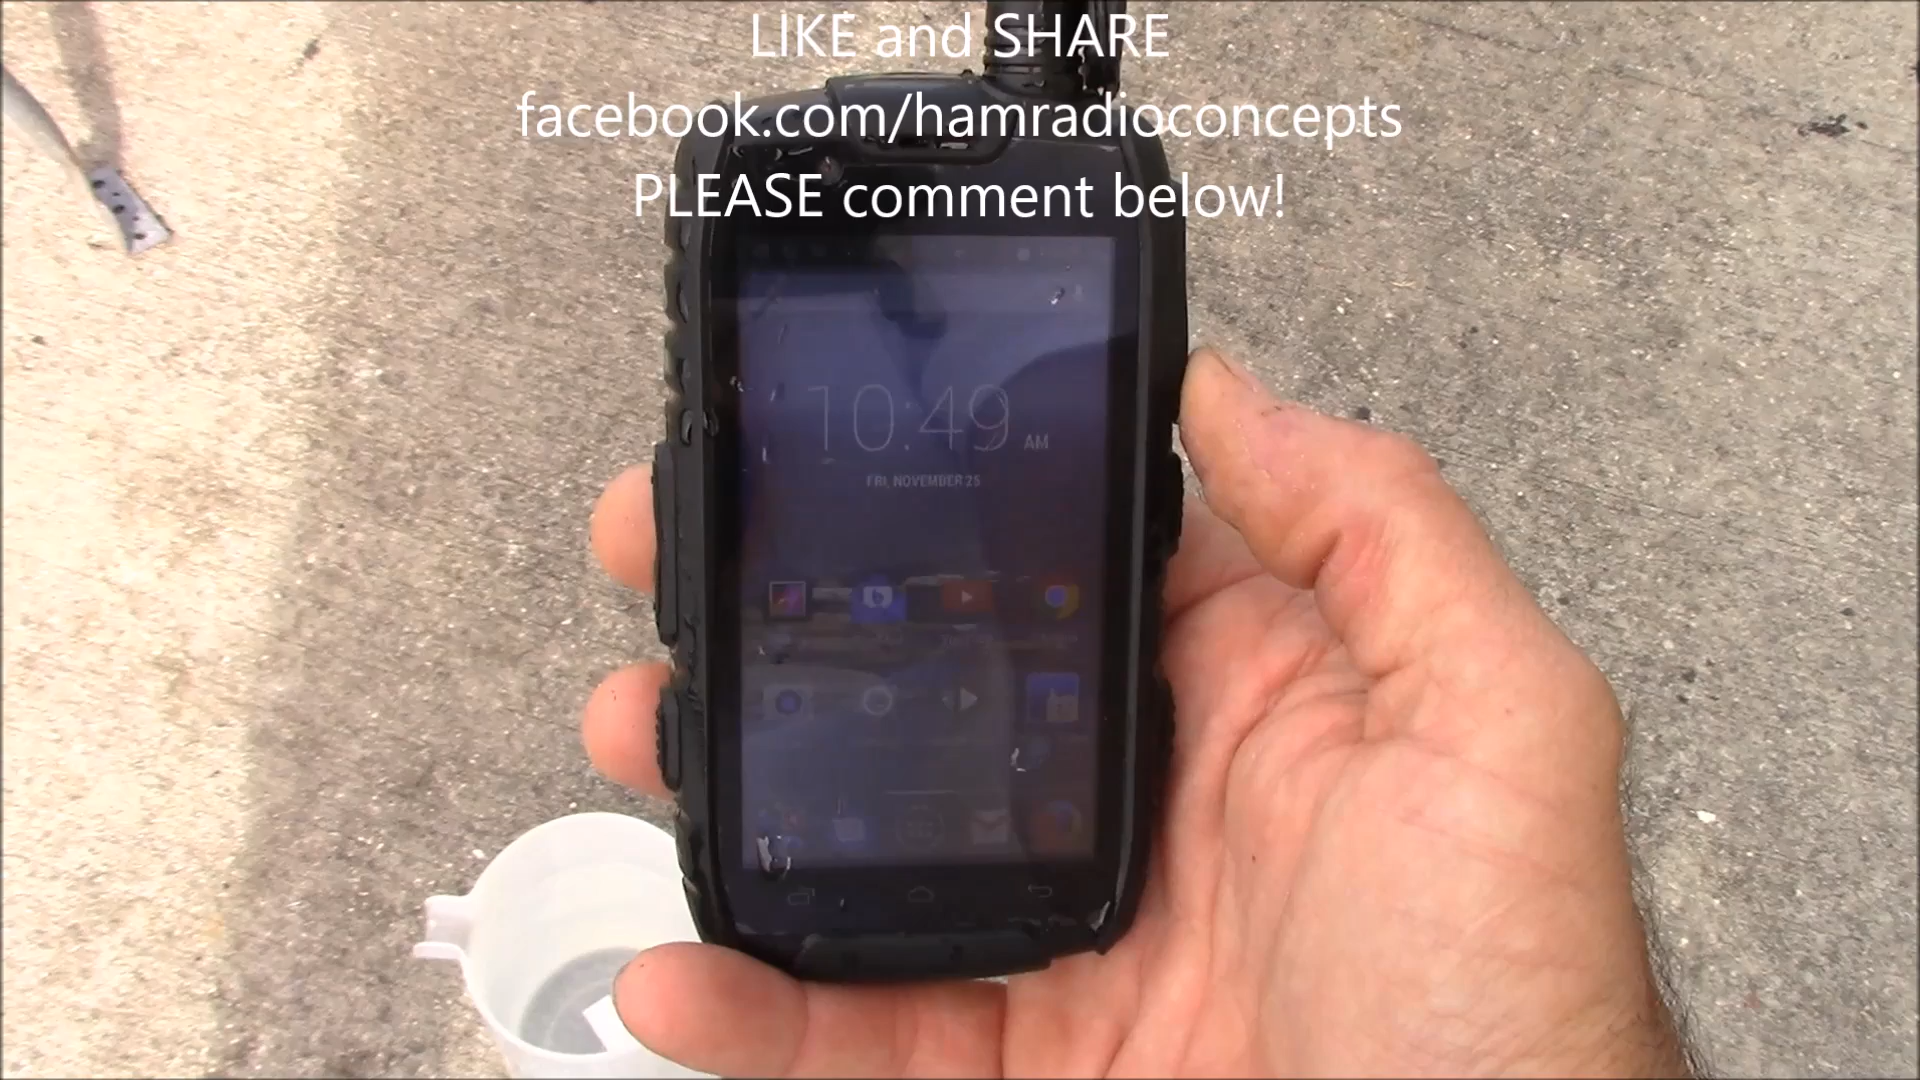 LIKE and SHARE
facebook.com/hamradioconcepts
PLEASE comment below!
10:49 AM
FRI, NOVEMBER 25